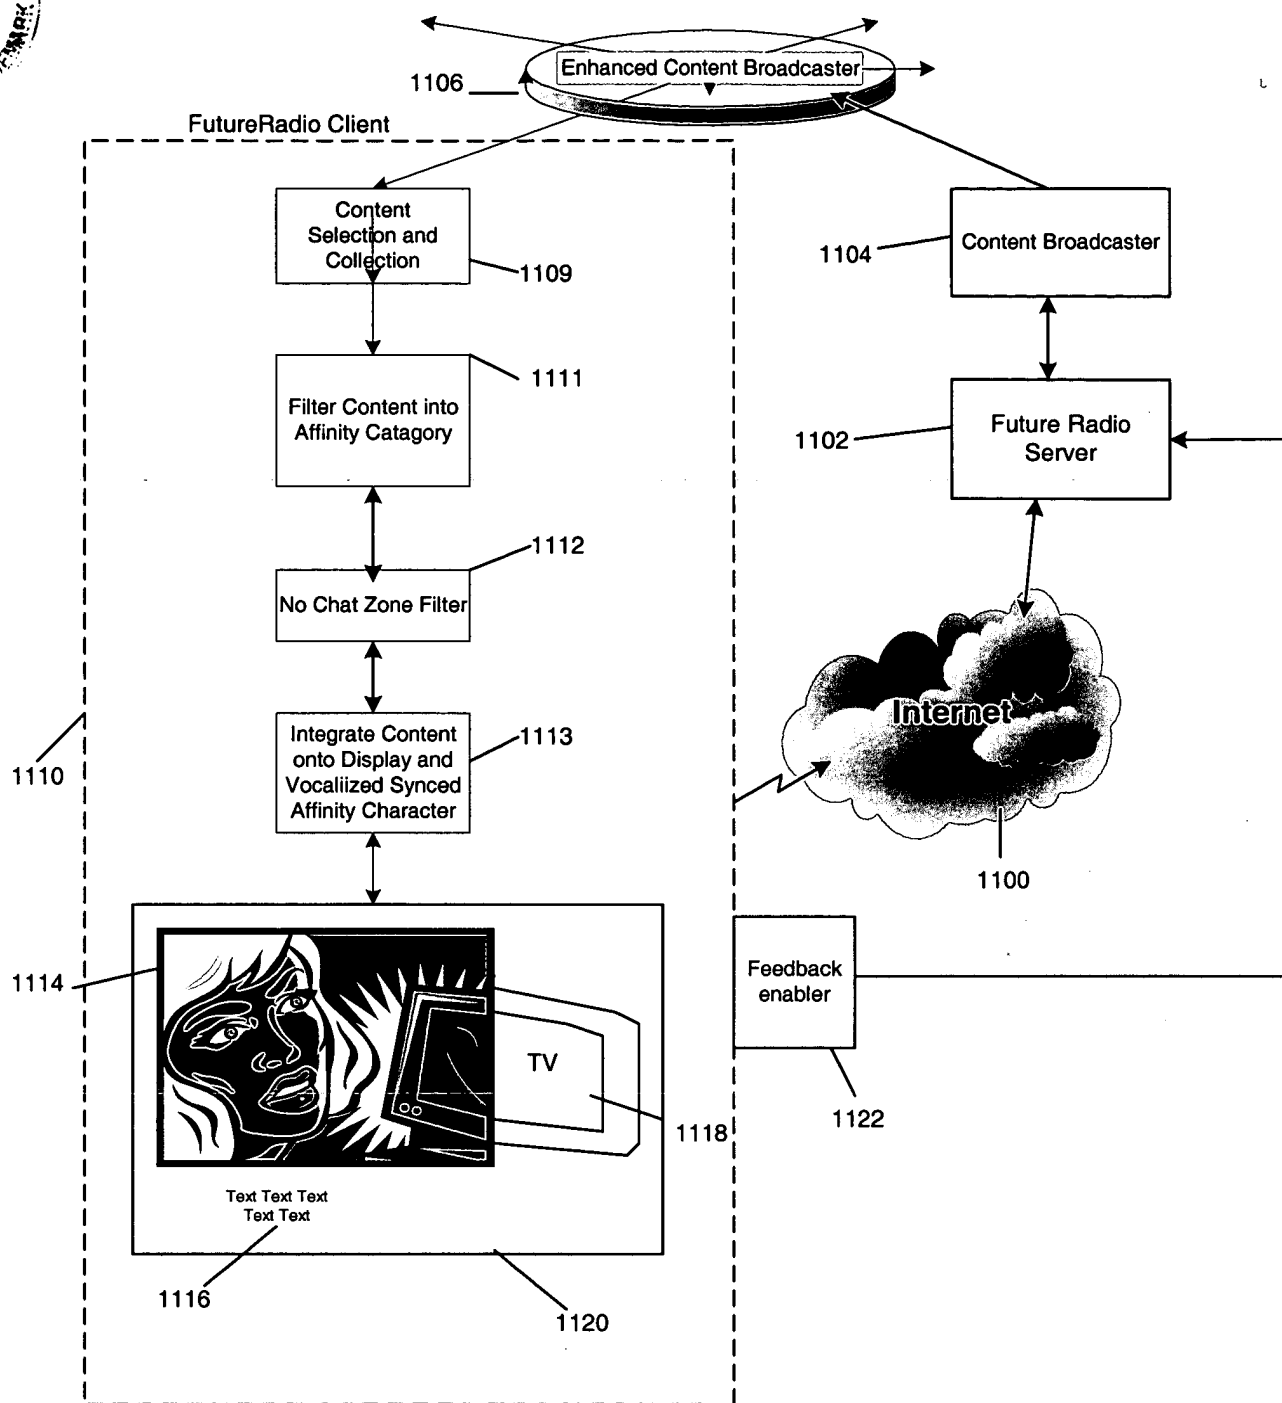 Enhanced Content Broadcaster
1106
FutureRadio Client
Content
Selection and
Collection
1109
Content Broadcaster
1104
1111
Filter Content into
Affinity Catagory
Future Radio
Server
1102
1112
No Chat Zone Filter
Internet
1100
Integrate Content
onto Display and
Vocaliized Synced
Affinity Character
1113
1110
Feedback
enabler
1114
TV
1118
1122
Text Text Text
Text Text
1116
1120